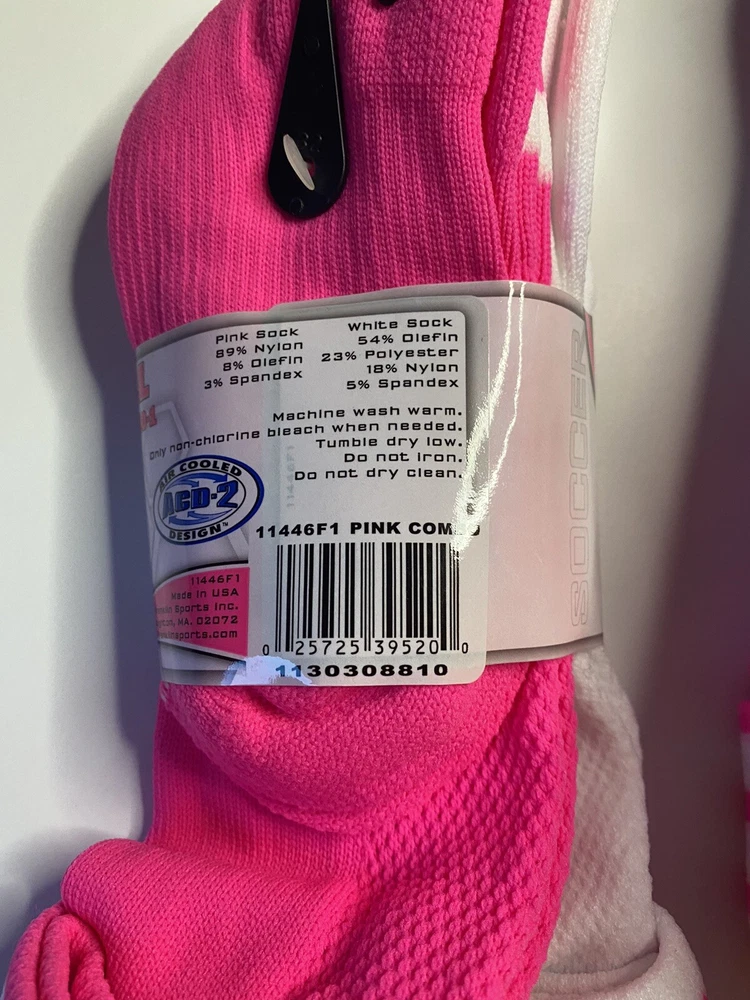 Pink Sock
89% Nylon
8% Olefin
3% Spandex
White Sock
54% Olefin
23% Polyester
18% Nylon
5% Spandex
Machine wash warm.
Only non-chlorine bleach when needed.
Tumble dry low.
Do not iron.
Do not dry clean.
AIR COOLED
ACD-2
DESIGN™
11446F1
11446F1 PINK
11446F1
Made in USA
Sports Inc.
MA. 02072
0 25725 39520 0
1130308810
SOCCER